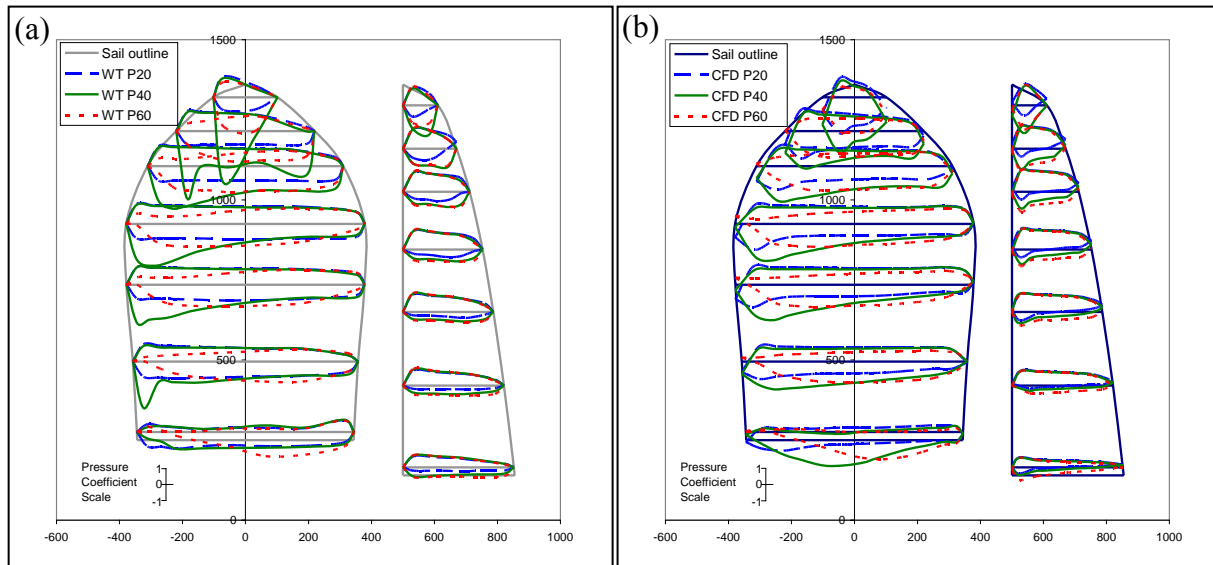 (a)
1500
Sail outline
WT P20
WT P40
WT P60
1000
500
Pressure
Coefficient
Scale
1
0
-1
0
-600 -400 -200 0 200 400 600 800 1000
(b)
1500
Sail outline
CFD P20
CFD P40
CFD P60
1000
500
Pressure
Coefficient
Scale
1
0
-1
0
-600 -400 -200 0 200 400 600 800 1000